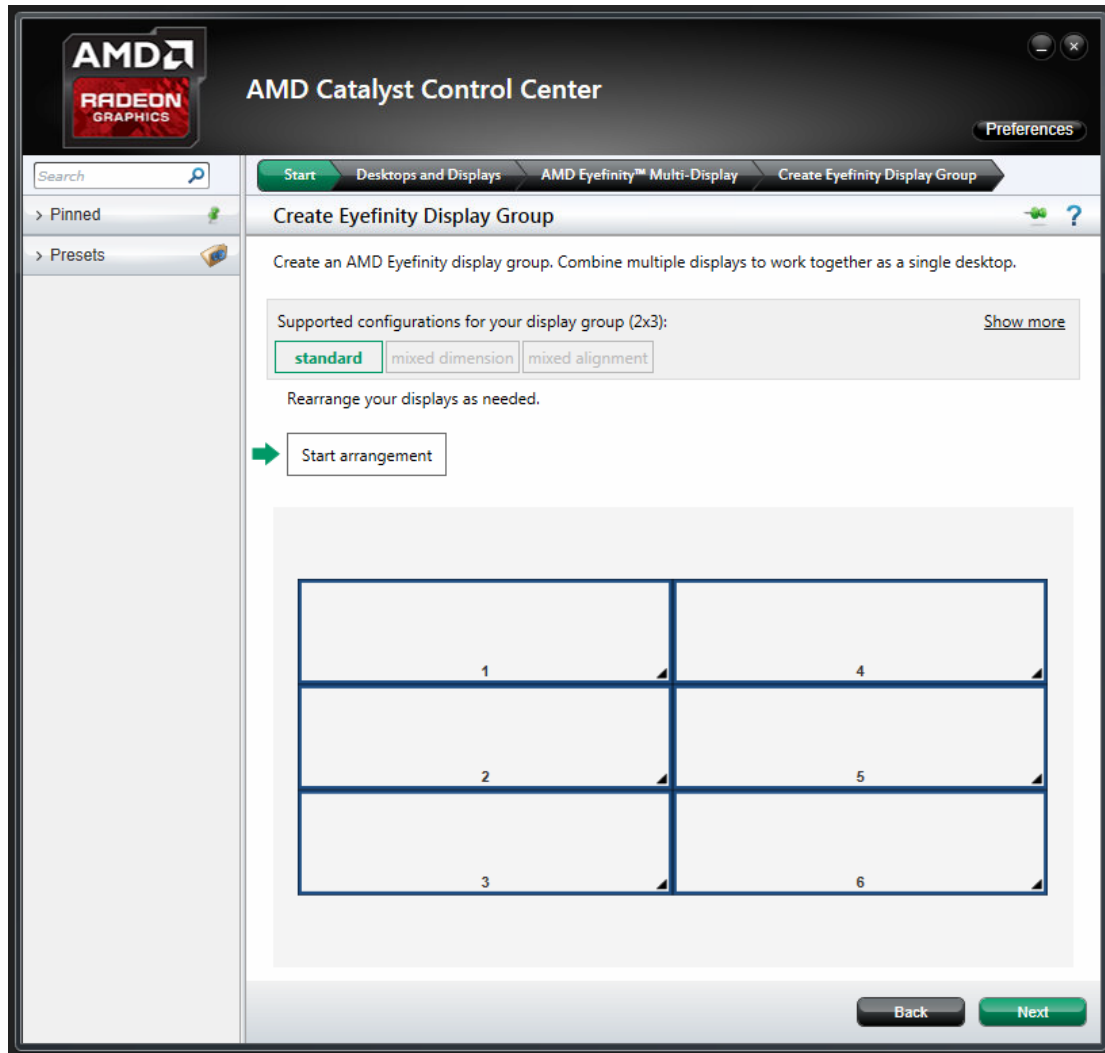 AMD
RADEON
GRAPHICS
AMD Catalyst Control Center
Preferences
Search
Start Desktops and Displays AMD Eyefinity™ Multi-Display Create Eyefinity Display Group
> Pinned
> Presets
Create Eyefinity Display Group ?
Create an AMD Eyefinity display group. Combine multiple displays to work together as a single desktop.
Supported configurations for your display group (2x3): Show more
standard mixed dimension mixed alignment
Rearrange your displays as needed.
Start arrangement
1 4
2 5
3 6
Back Next